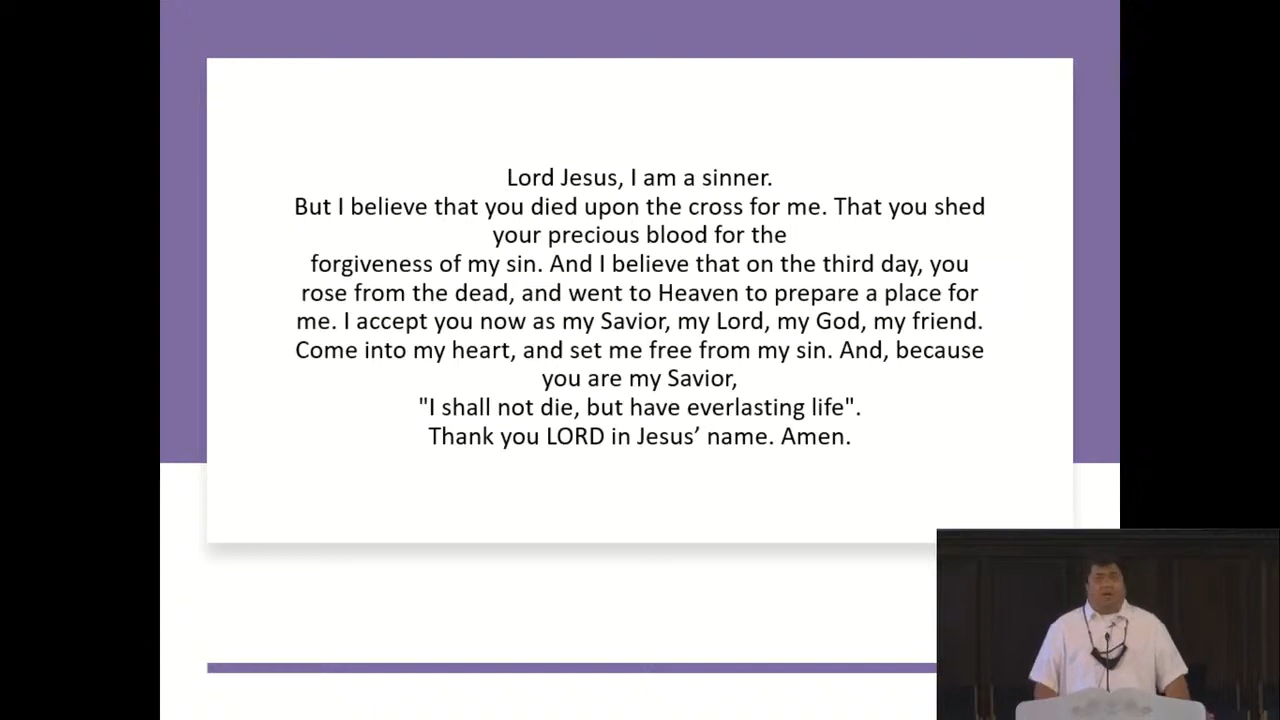 Lord Jesus, I am a sinner.
But I believe that you died upon the cross for me. That you shed
your precious blood for the
forgiveness of my sin. And I believe that on the third day, you
rose from the dead, and went to Heaven to prepare a place for
me. I accept you now as my Savior, my Lord, my God, my friend.
Come into my heart, and set me free from my sin. And, because
you are my Savior,
"I shall not die, but have everlasting life".
Thank you LORD in Jesus’ name. Amen.